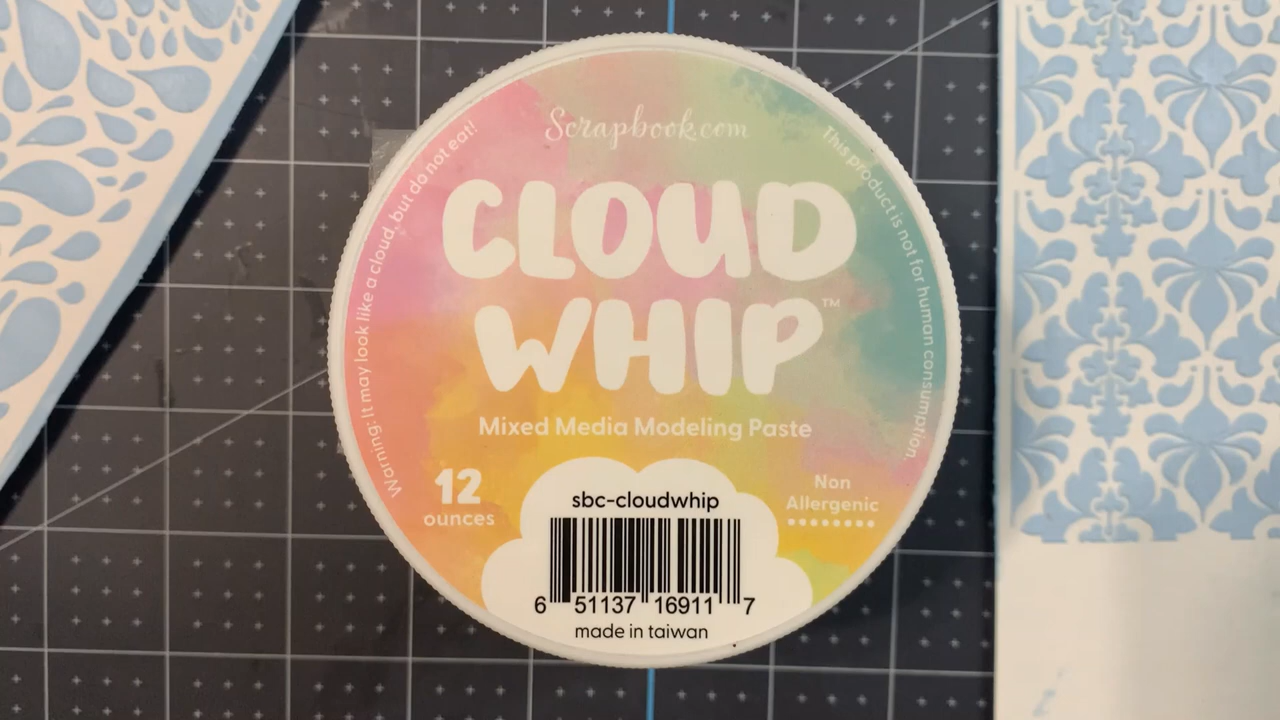 Scrapbook.com
Warning: It may look like a cloud, but do not eat!
This product is not for human consumption.
CLOUD
WHIP™
Mixed Media Modeling Paste
12
ounces
Non
Allergenic
sbc-cloudwhip
6 51137 16911 7
made in taiwan